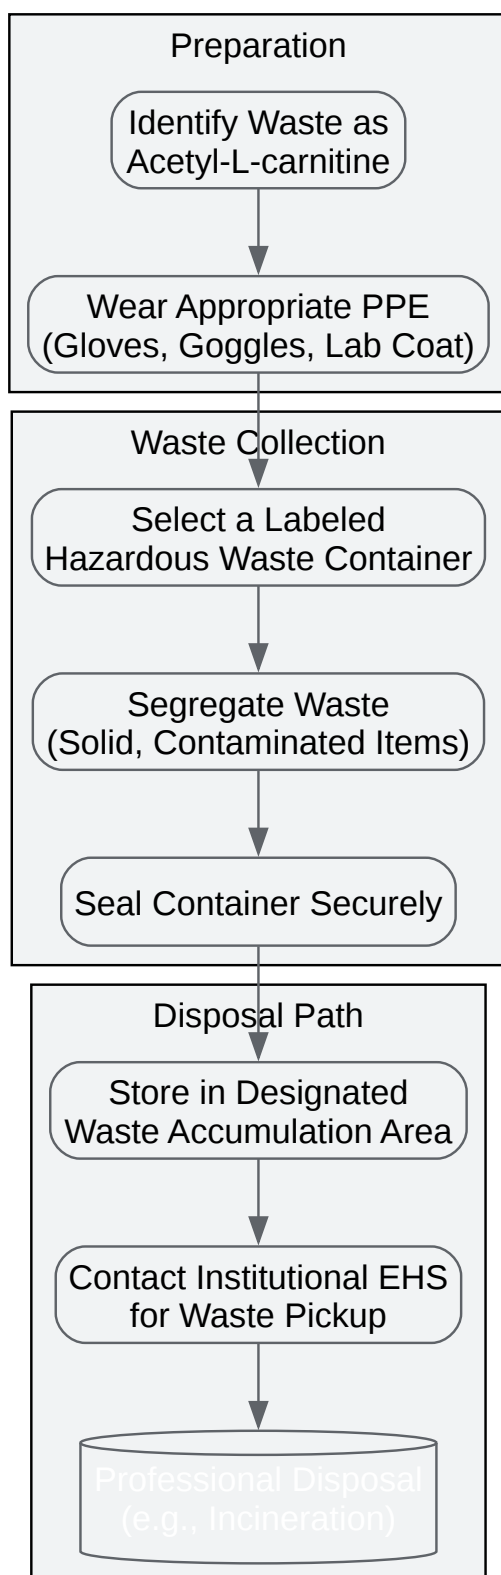 Preparation
Identify Waste as
Acetyl-L-carnitine
Wear Appropriate PPE
(Gloves, Goggles, Lab Coat)
Waste Collection
Select a Labeled
Hazardous Waste Container
Segregate Waste
(Solid, Contaminated Items)
Seal Container Securely
Disposal Path
Store in Designated
Waste Accumulation Area
Contact Institutional EHS
for Waste Pickup
Professional Disposal
(e.g., Incineration)